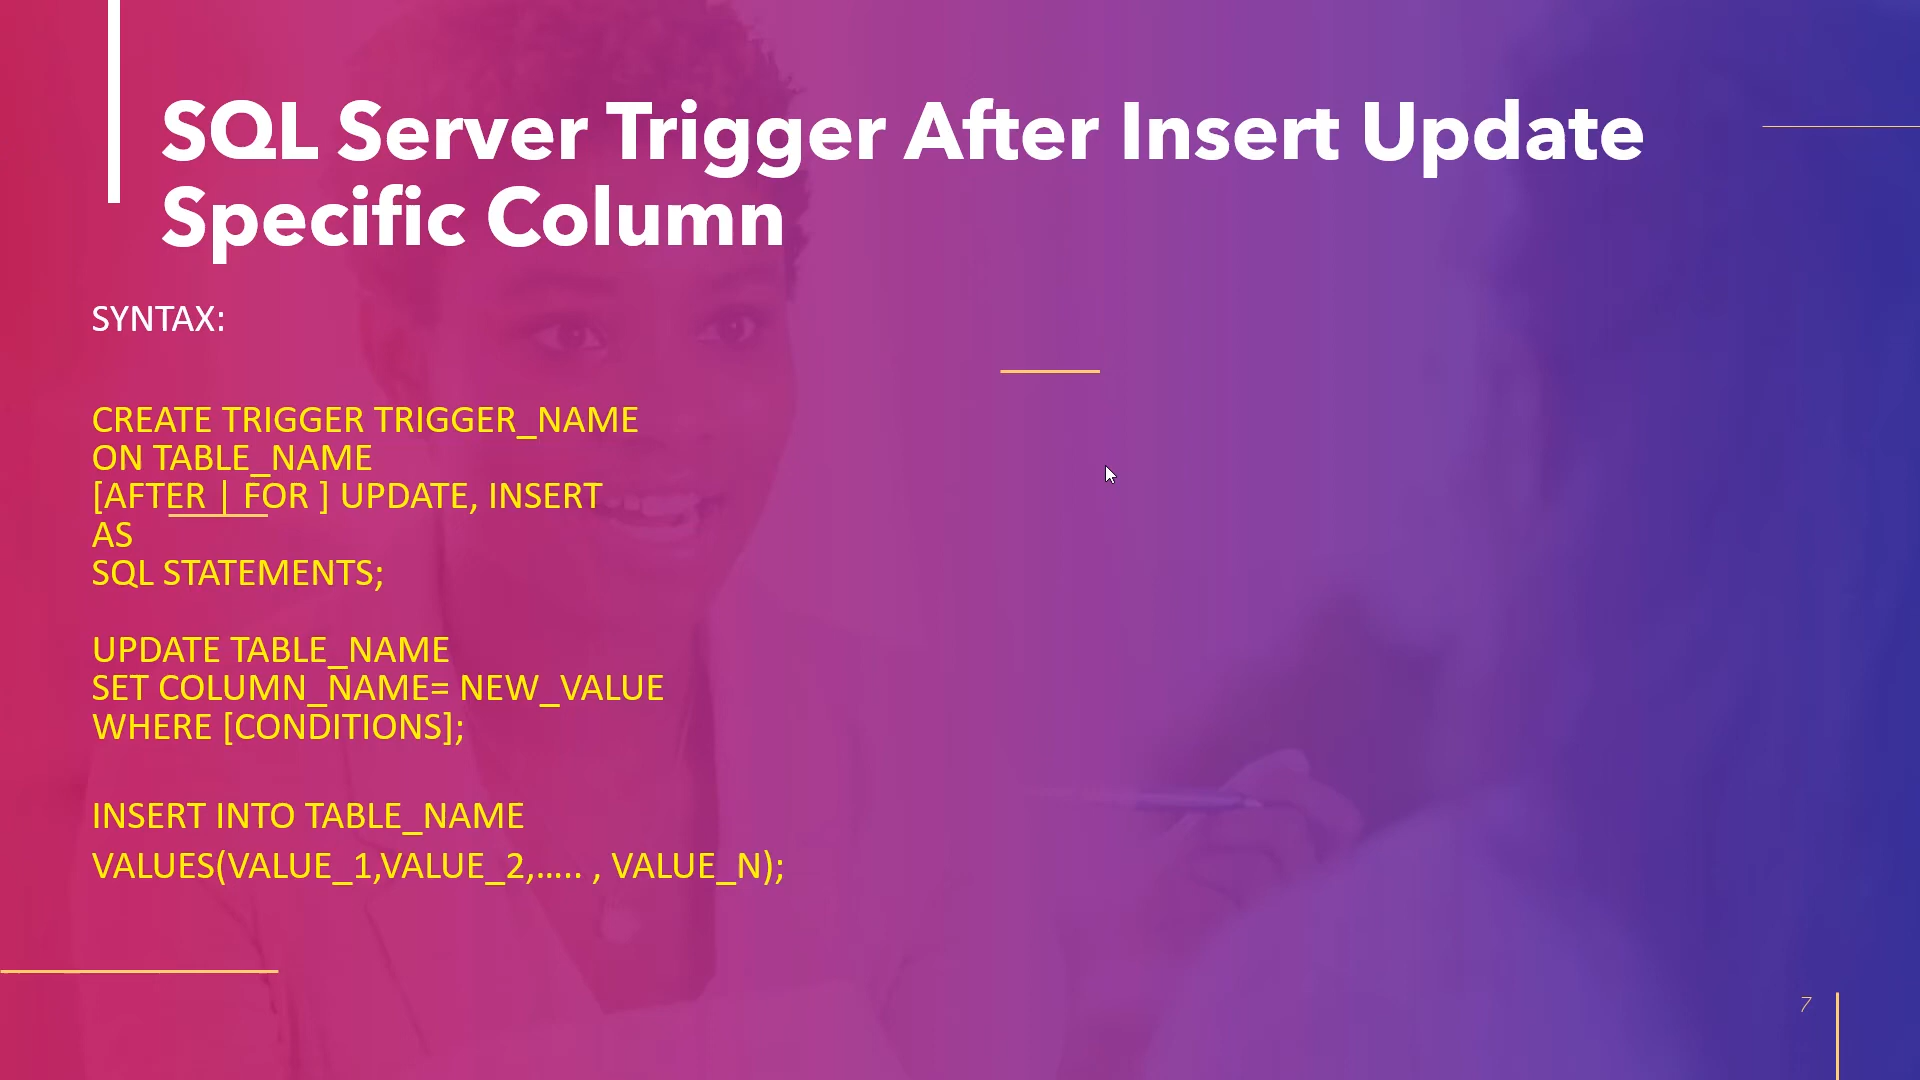 SQL Server Trigger After Insert Update
Specific Column
SYNTAX:
CREATE TRIGGER TRIGGER_NAME
ON TABLE_NAME
[AFTER | FOR ] UPDATE, INSERT
AS
SQL STATEMENTS;
UPDATE TABLE_NAME
SET COLUMN_NAME= NEW_VALUE
WHERE [CONDITIONS];
INSERT INTO TABLE_NAME
VALUES(VALUE_1,VALUE_2,….. , VALUE_N);
7